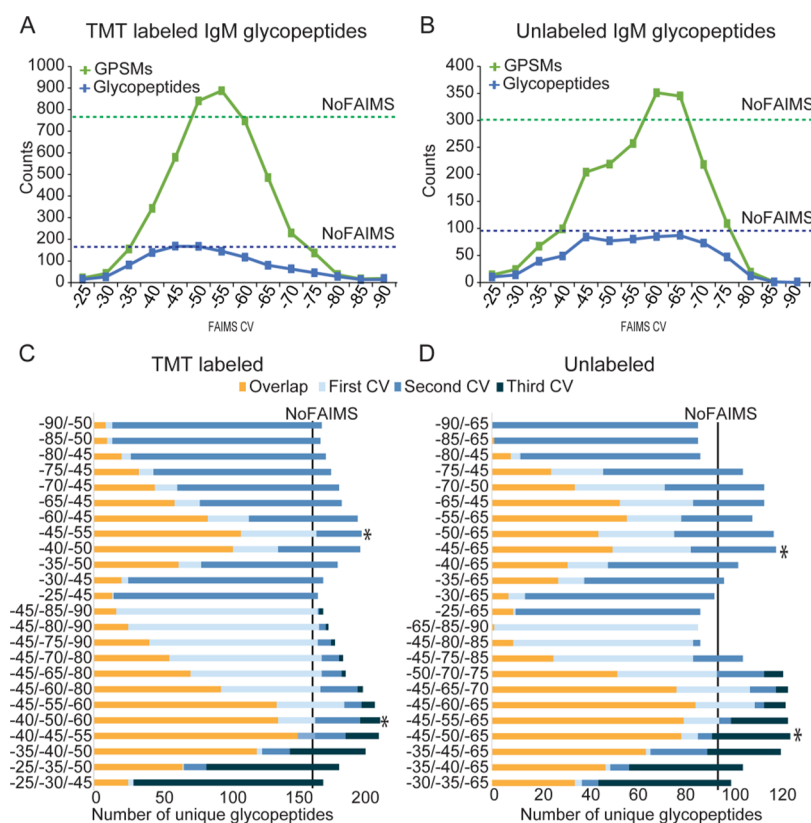 A TMT labeled IgM glycopeptides
GPSMs
Glycopeptides
NoFAIMS
NoFAIMS
Counts
1000
900
800
700
600
500
400
300
200
100
0
-25 -30 -35 -40 -45 -50 -55 -60 -65 -70 -75 -80 -85 -90
FAIMS CV
B Unlabeled IgM glycopeptides
GPSMs
Glycopeptides
NoFAIMS
NoFAIMS
Counts
400
350
300
250
200
150
100
50
0
-25 -30 -35 -40 -45 -50 -55 -60 -65 -70 -75 -80 -85 -90
FAIMS CV
C TMT labeled
D Unlabeled
Overlap First CV Second CV Third CV
NoFAIMS
-90/-50
-85/-50
-80/-45
-75/-45
-70/-45
-65/-45
-60/-45
-45/-55 *
-40/-50
-35/-50
-30/-45
-25/-45
-45/-85/-90
-45/-80/-90
-45/-75/-90
-45/-70/-80
-45/-65/-80
-45/-60/-80
-45/-55/-60
-40/-50/-60 *
-40/-45/-55
-35/-40/-50
-25/-35/-50
-25/-30/-45
0 50 100 150 200
Number of unique glycopeptides
NoFAIMS
-90/-65
-85/-65
-80/-45
-75/-45
-70/-50
-65/-45
-55/-65
-50/-65
-45/-65 *
-40/-65
-35/-65
-30/-65
-25/-65
-65/-85/-90
-45/-80/-85
-45/-75/-85
-50/-70/-75
-45/-65/-70
-45/-60/-65
-45/-55/-65
-45/-50/-65 *
-35/-45/-65
-35/-40/-65
-30/-35/-65
0 20 40 60 80 100 120
Number of unique glycopeptides